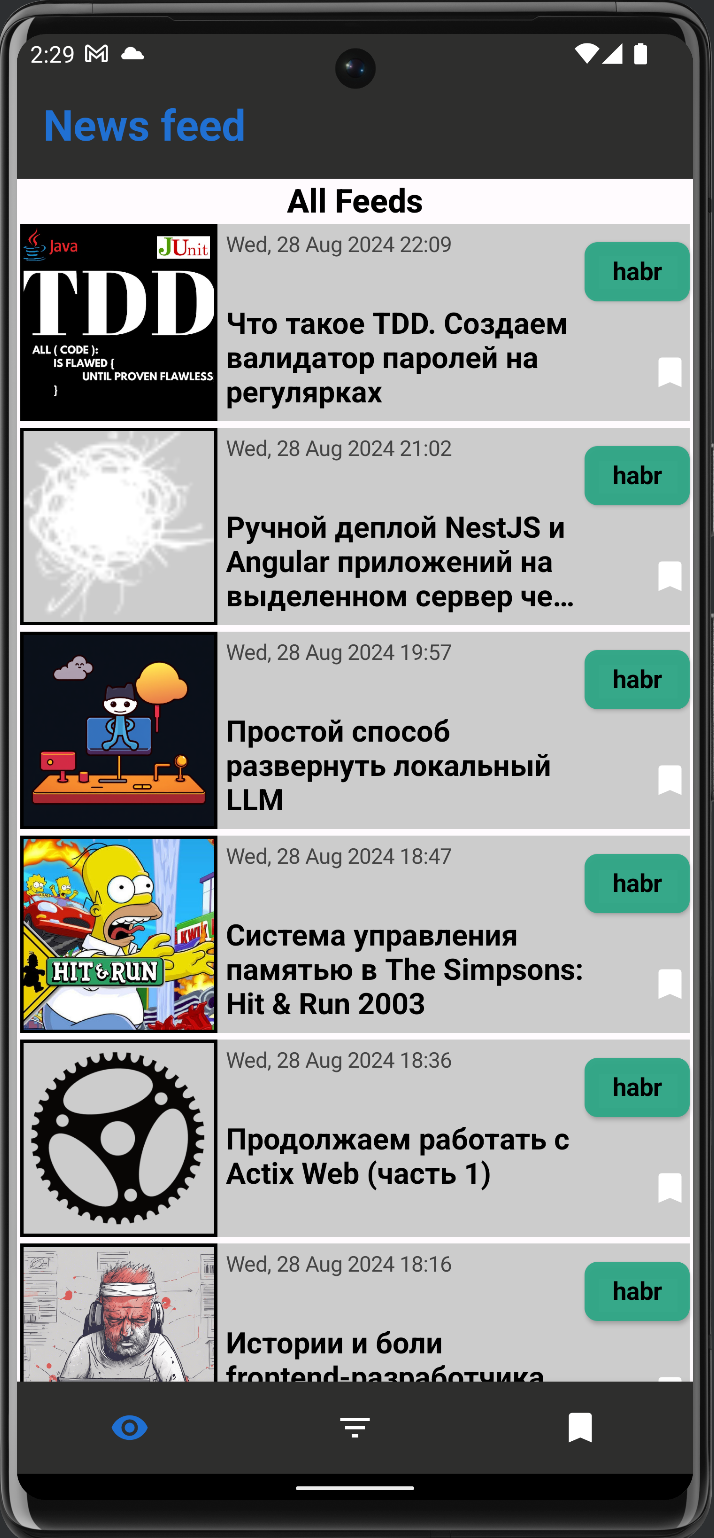 2:29
News feed
All Feeds
Java
JUnit
TDD
ALL ( CODE ):
IS FLAWED {
UNTIL PROVEN FLAWLESS
}
Wed, 28 Aug 2024 22:09
habr
Что такое TDD. Создаем
валидатор паролей на
регулярках
Wed, 28 Aug 2024 21:02
habr
Ручной деплой NestJS и
Angular приложений на
выделенном сервер че…
Wed, 28 Aug 2024 19:57
habr
Простой способ
развернуть локальный
LLM
HIT & RUN
Wed, 28 Aug 2024 18:47
habr
Система управления
памятью в The Simpsons:
Hit & Run 2003
Wed, 28 Aug 2024 18:36
habr
Продолжаем работать с
Actix Web (часть 1)
Wed, 28 Aug 2024 18:16
habr
Истории и боли
frontend-разработчика